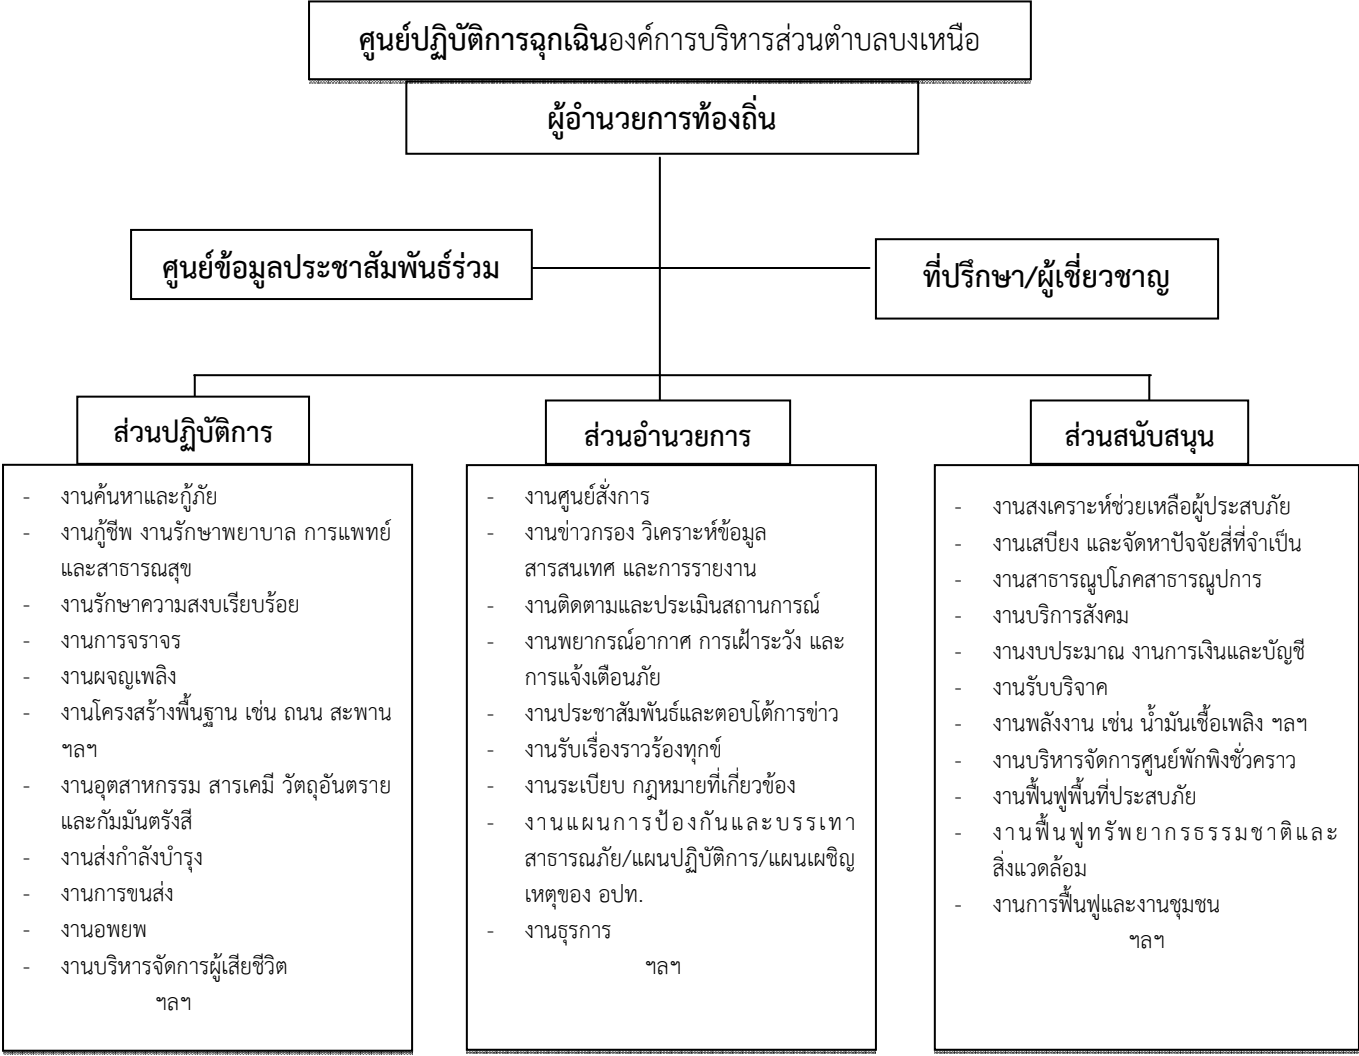 ศูนย์ปฏิบัติการฉุกเฉินองค์การบริหารส่วนตำบลบงเหนือ
ผู้อำนวยการท้องถิ่น
ศูนย์ข้อมูลประชาสัมพันธ์ร่วม
ที่ปรึกษา/ผู้เชี่ยวชาญ
ส่วนปฏิบัติการ
- งานค้นหาและกู้ภัย
- งานกู้ชีพ งานรักษาพยาบาล การแพทย์
และสาธารณสุข
- งานรักษาความสงบเรียบร้อย
- งานการจราจร
- งานผจญเพลิง
- งานโครงสร้างพื้นฐาน เช่น ถนน สะพาน
ฯลฯ
- งานอุตสาหกรรม สารเคมี วัตถุอันตราย
และกัมมันตรังสี
- งานส่งกำลังบำรุง
- งานการขนส่ง
- งานอพยพ
- งานบริหารจัดการผู้เสียชีวิต
ฯลฯ
ส่วนอำนวยการ
- งานศูนย์สั่งการ
- งานข่าวกรอง วิเคราะห์ข้อมูล
สารสนเทศ และการรายงาน
- งานติดตามและประเมินสถานการณ์
- งานพยากรณ์อากาศ การเฝ้าระวัง และ
การแจ้งเตือนภัย
- งานประชาสัมพันธ์และตอบโต้การข่าว
- งานรับเรื่องราวร้องทุกข์
- งานระเบียบ กฎหมายที่เกี่ยวข้อง
- งานแผนการป้องกันและบรรเทา
สาธารณภัย/แผนปฏิบัติการ/แผนเผชิญ
เหตุของ อปท.
- งานธุรการ
ฯลฯ
ส่วนสนับสนุน
- งานสงเคราะห์ช่วยเหลือผู้ประสบภัย
- งานเสบียง และจัดหาปัจจัยสี่ที่จำเป็น
- งานสาธารณูปโภคสาธารณูปการ
- งานบริการสังคม
- งานงบประมาณ งานการเงินและบัญชี
- งานรับบริจาค
- งานพลังงาน เช่น น้ำมันเชื้อเพลิง ฯลฯ
- งานบริหารจัดการศูนย์พักพิงชั่วคราว
- งานฟื้นฟูพื้นที่ประสบภัย
- งานฟื้นฟูทรัพยากรธรรมชาติและ
สิ่งแวดล้อม
- งานการฟื้นฟูและงานชุมชน
ฯลฯ